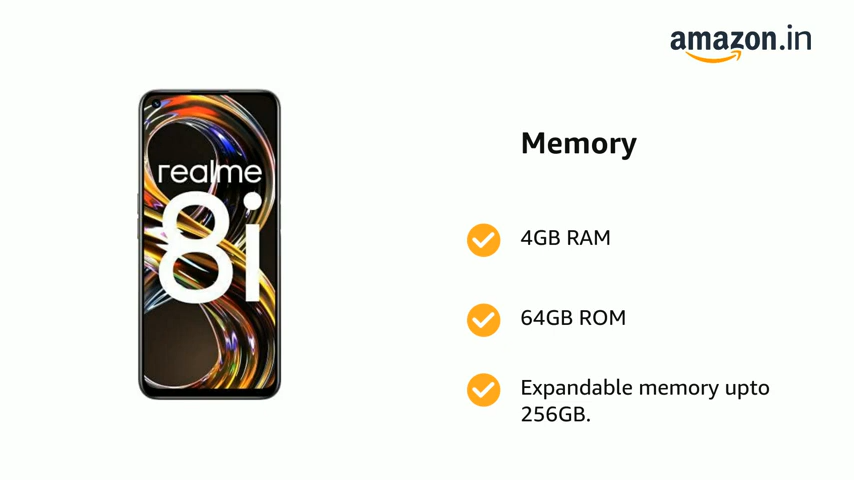 amazon.in
realme
8i
Memory
4GB RAM
64GB ROM
Expandable memory upto
256GB.